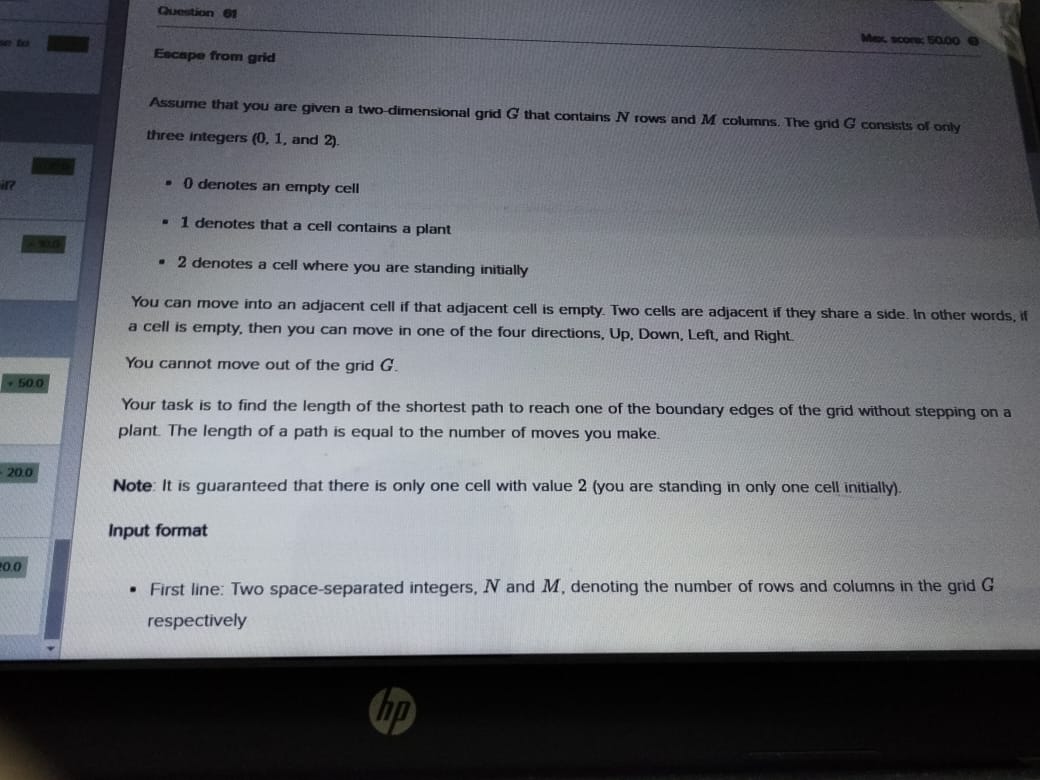 Question 61
Max. score: 50.00
Escape from grid
Assume that you are given a two-dimensional grid G that contains N rows and M columns. The grid G consists of only
three integers (0, 1, and 2).
▪ 0 denotes an empty cell
▪ 1 denotes that a cell contains a plant
▪ 2 denotes a cell where you are standing initially
You can move into an adjacent cell if that adjacent cell is empty. Two cells are adjacent if they share a side. In other words, if
a cell is empty, then you can move in one of the four directions, Up, Down, Left, and Right.
You cannot move out of the grid G.
Your task is to find the length of the shortest path to reach one of the boundary edges of the grid without stepping on a
plant. The length of a path is equal to the number of moves you make.
Note: It is guaranteed that there is only one cell with value 2 (you are standing in only one cell initially).
Input format
• First line: Two space-separated integers, N and M, denoting the number of rows and columns in the grid G
respectively
50.0
20.0
hp